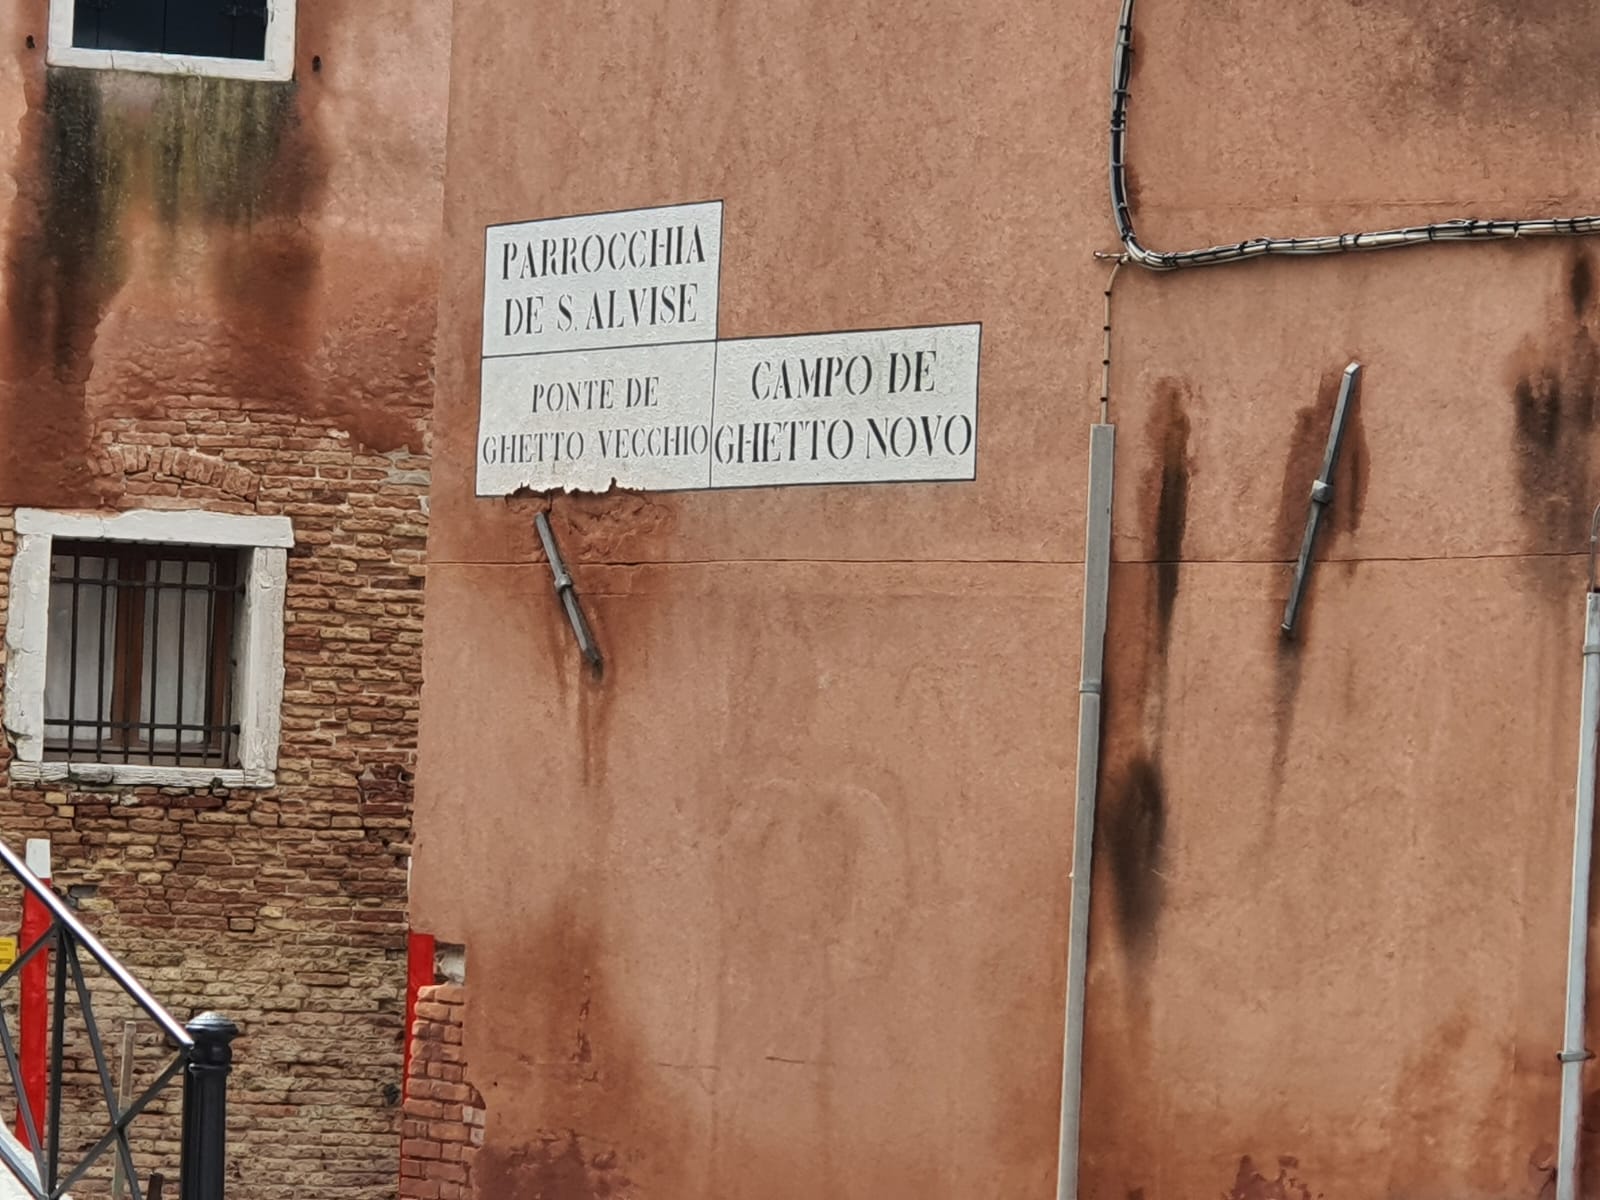 PARROCCHIA
DE S. ALVISE
PONTE DE
GHETTO VECCHIO
CAMPO DE
GHETTO NOVO